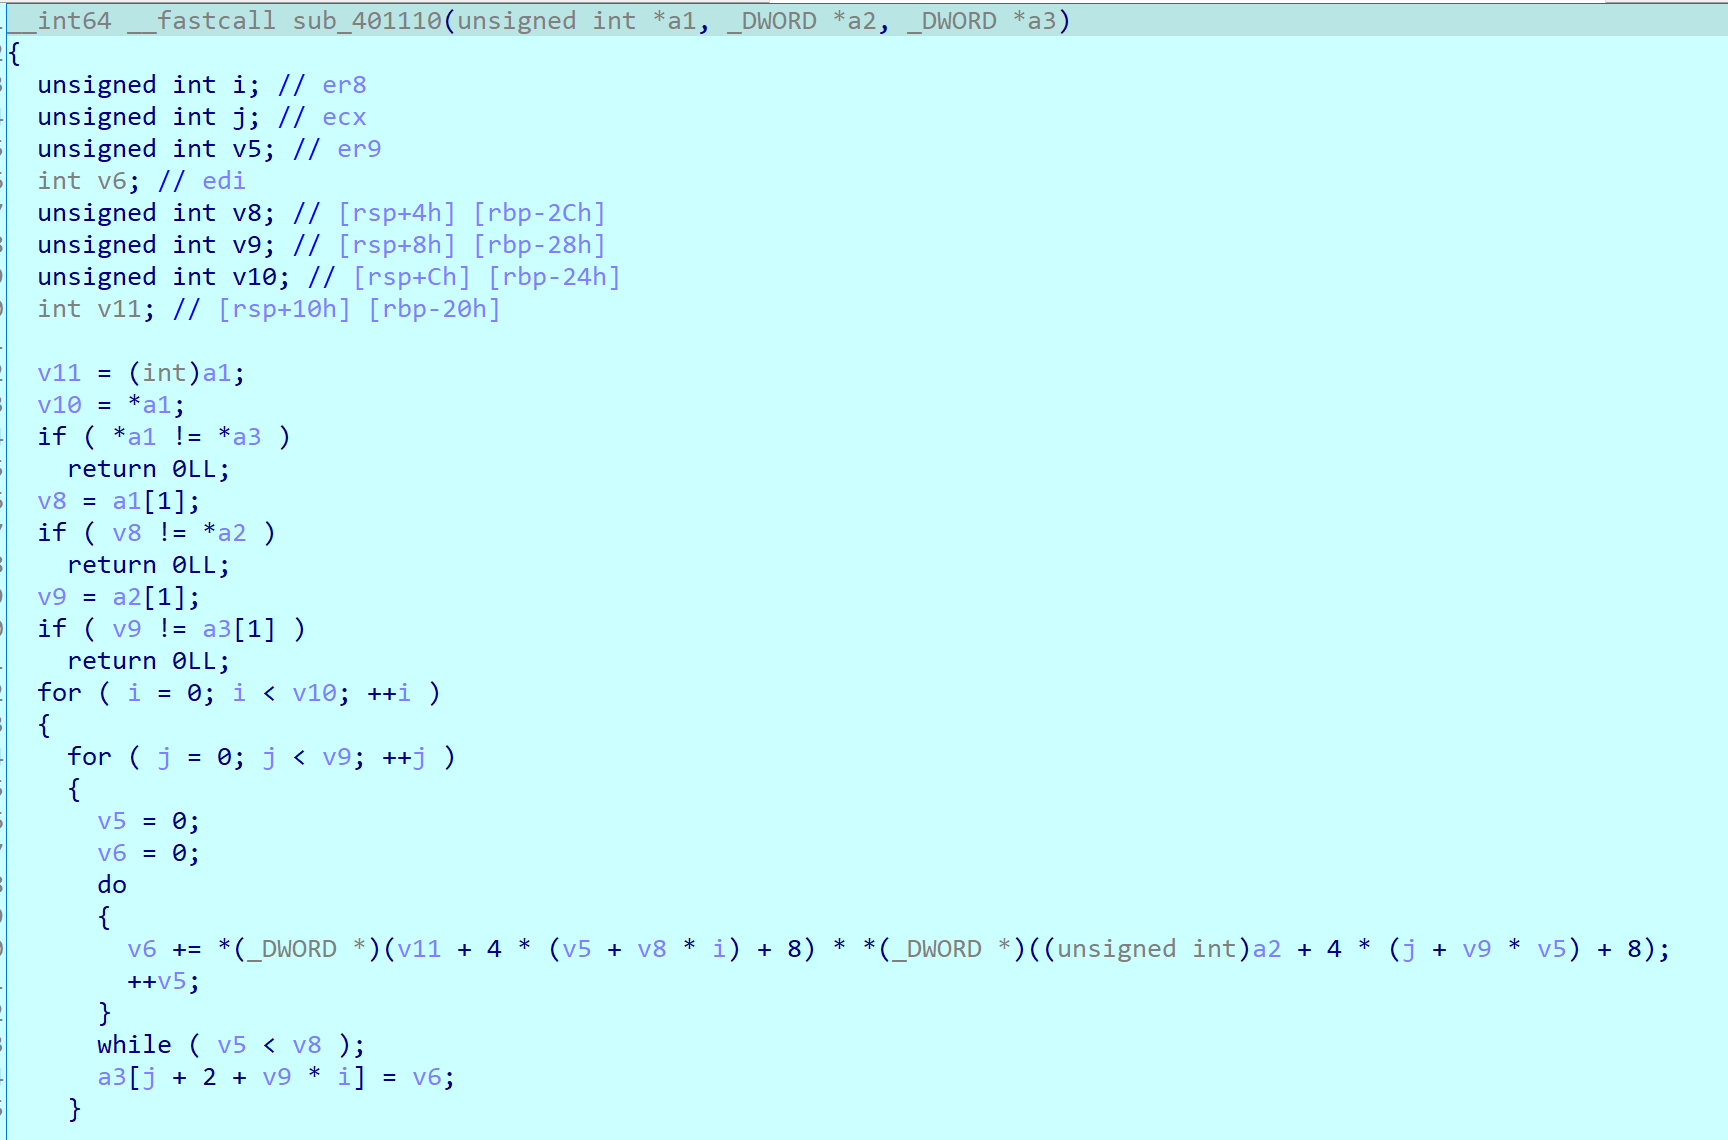 __int64 __fastcall sub_401110(unsigned int *a1, _DWORD *a2, _DWORD *a3)
{
  unsigned int i; // er8
  unsigned int j; // ecx
  unsigned int v5; // er9
  int v6; // edi
  unsigned int v8; // [rsp+4h] [rbp-2Ch]
  unsigned int v9; // [rsp+8h] [rbp-28h]
  unsigned int v10; // [rsp+Ch] [rbp-24h]
  int v11; // [rsp+10h] [rbp-20h]

  v11 = (int)a1;
  v10 = *a1;
  if ( *a1 != *a3 )
    return 0LL;
  v8 = a1[1];
  if ( v8 != *a2 )
    return 0LL;
  v9 = a2[1];
  if ( v9 != a3[1] )
    return 0LL;
  for ( i = 0; i < v10; ++i )
  {
    for ( j = 0; j < v9; ++j )
    {
      v5 = 0;
      v6 = 0;
      do
      {
        v6 += *(_DWORD *)(v11 + 4 * (v5 + v8 * i) + 8) * *(_DWORD *)((unsigned int)a2 + 4 * (j + v9 * v5) + 8);
        ++v5;
      }
      while ( v5 < v8 );
      a3[j + 2 + v9 * i] = v6;
    }